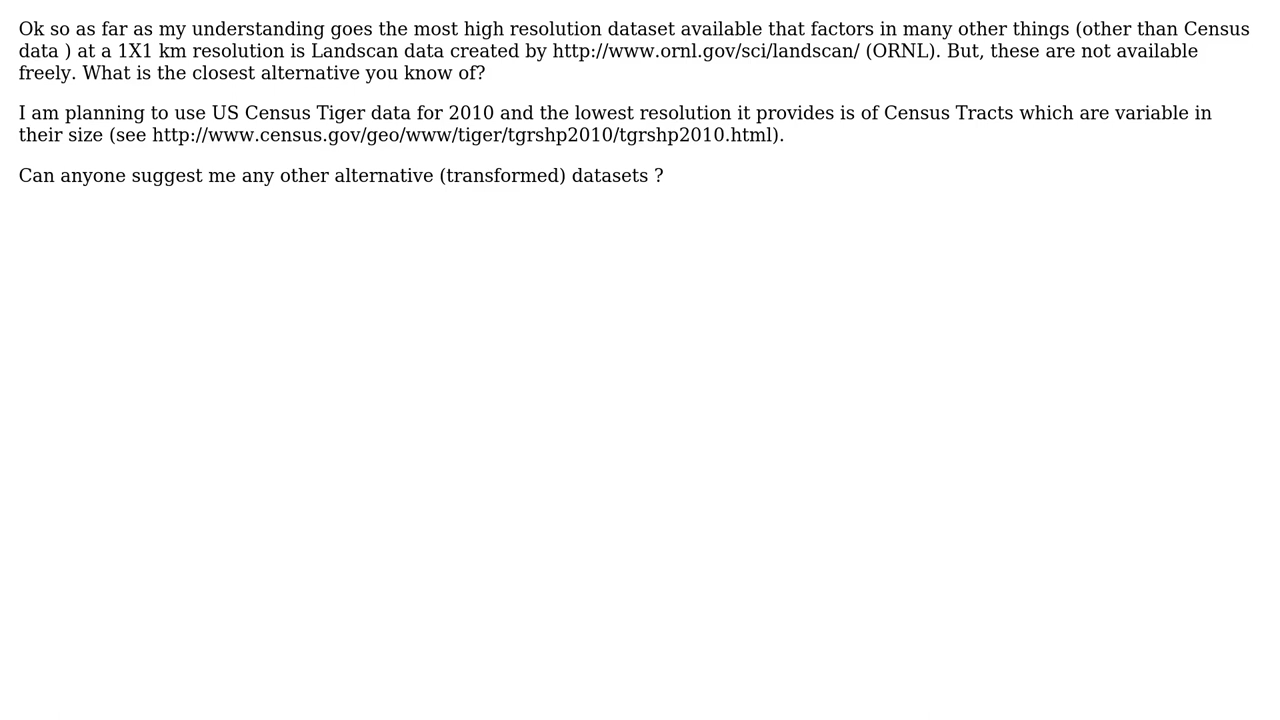 Ok so as far as my understanding goes the most high resolution dataset available that factors in many other things (other than Census
data ) at a 1X1 km resolution is Landscan data created by http://www.ornl.gov/sci/landscan/ (ORNL). But, these are not available
freely. What is the closest alternative you know of?
I am planning to use US Census Tiger data for 2010 and the lowest resolution it provides is of Census Tracts which are variable in
their size (see http://www.census.gov/geo/www/tiger/tgrshp2010/tgrshp2010.html).
Can anyone suggest me any other alternative (transformed) datasets ?